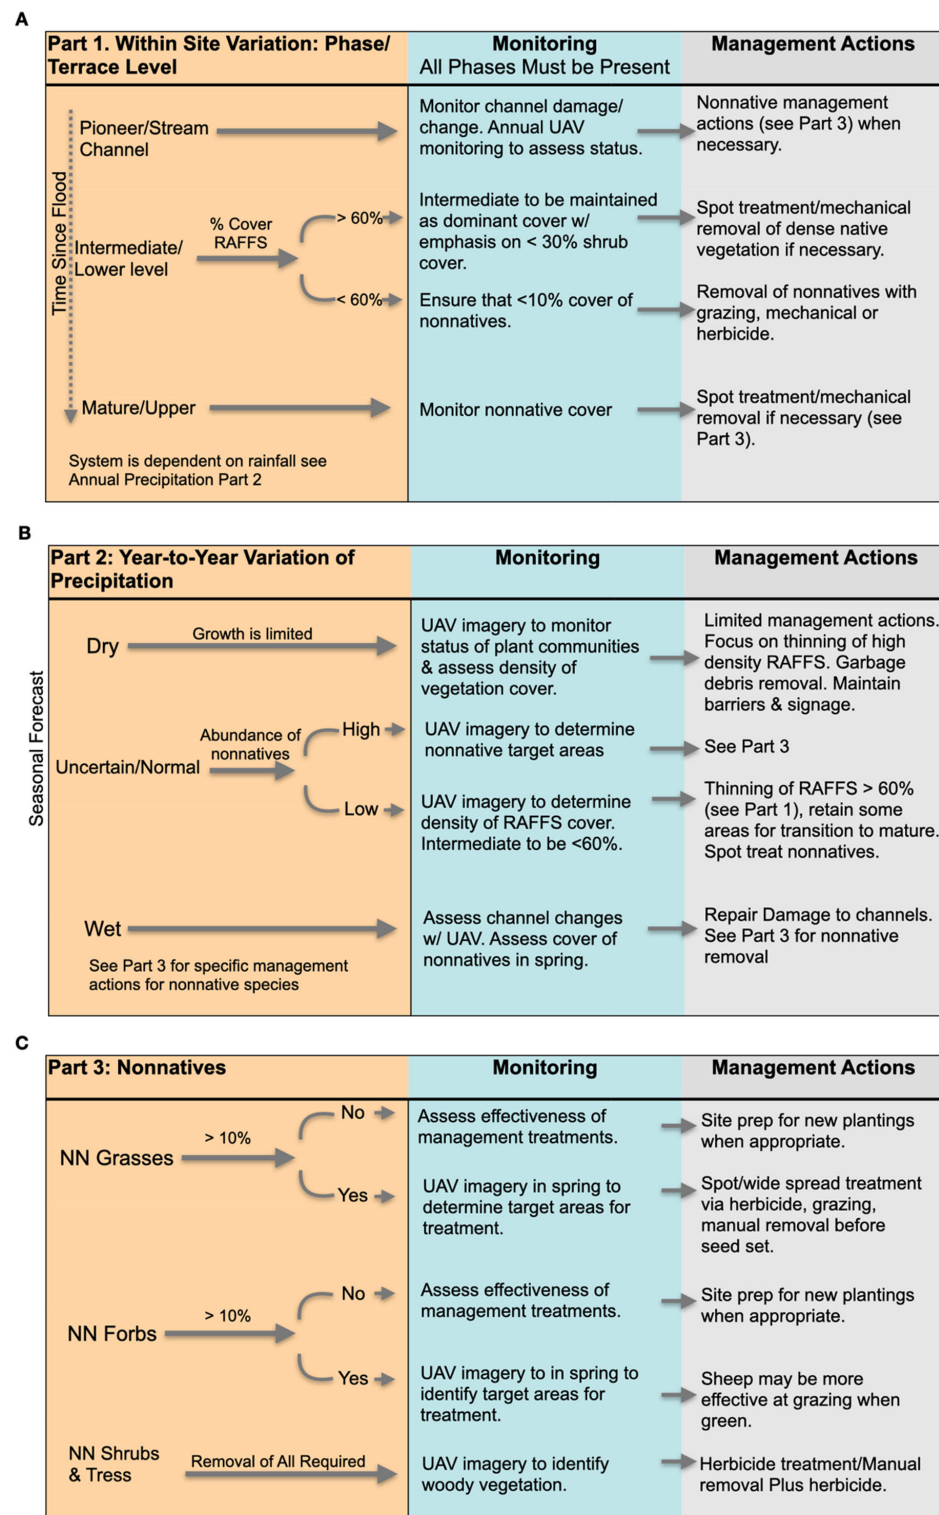 A
Part 1. Within Site Variation: Phase/
Terrace Level
Monitoring
All Phases Must be Present
Management Actions
Time Since Flood
Pioneer/Stream
Channel
Monitor channel damage/
change. Annual UAV
monitoring to assess status.
Nonnative management
actions (see Part 3) when
necessary.
Intermediate/
Lower level
% Cover
RAFFS
> 60%
Intermediate to be maintained
as dominant cover w/
emphasis on < 30% shrub
cover.
Spot treatment/mechanical
removal of dense native
vegetation if necessary.
< 60%
Ensure that <10% cover of
nonnatives.
Removal of nonnatives with
grazing, mechanical or
herbicide.
Mature/Upper
Monitor nonnative cover
Spot treatment/mechanical
removal if necessary (see
Part 3).
System is dependent on rainfall see
Annual Precipitation Part 2
B
Part 2: Year-to-Year Variation of
Precipitation
Monitoring
Management Actions
Seasonal Forecast
Dry
Growth is limited
UAV imagery to monitor
status of plant communities
& assess density of
vegetation cover.
Limited management actions.
Focus on thinning of high
density RAFFS. Garbage
debris removal. Maintain
barriers & signage.
Uncertain/Normal
Abundance of
nonnatives
High
UAV imagery to determine
nonnative target areas
See Part 3
Low
UAV imagery to determine
density of RAFFS cover.
Intermediate to be <60%.
Thinning of RAFFS > 60%
(see Part 1), retain some
areas for transition to mature.
Spot treat nonnatives.
Wet
Assess channel changes
w/ UAV. Assess cover of
nonnatives in spring.
Repair Damage to channels.
See Part 3 for nonnative
removal
See Part 3 for specific management
actions for nonnative species
C
Part 3: Nonnatives
Monitoring
Management Actions
NN Grasses
> 10%
No
Assess effectiveness of
management treatments.
Site prep for new plantings
when appropriate.
Yes
UAV imagery in spring to
determine target areas for
treatment.
Spot/wide spread treatment
via herbicide, grazing,
manual removal before
seed set.
NN Forbs
> 10%
No
Assess effectiveness of
management treatments.
Site prep for new plantings
when appropriate.
Yes
UAV imagery to in spring to
identify target areas for
treatment.
Sheep may be more
effective at grazing when
green.
NN Shrubs
& Tress
Removal of All Required
UAV imagery to identify
woody vegetation.
Herbicide treatment/Manual
removal Plus herbicide.